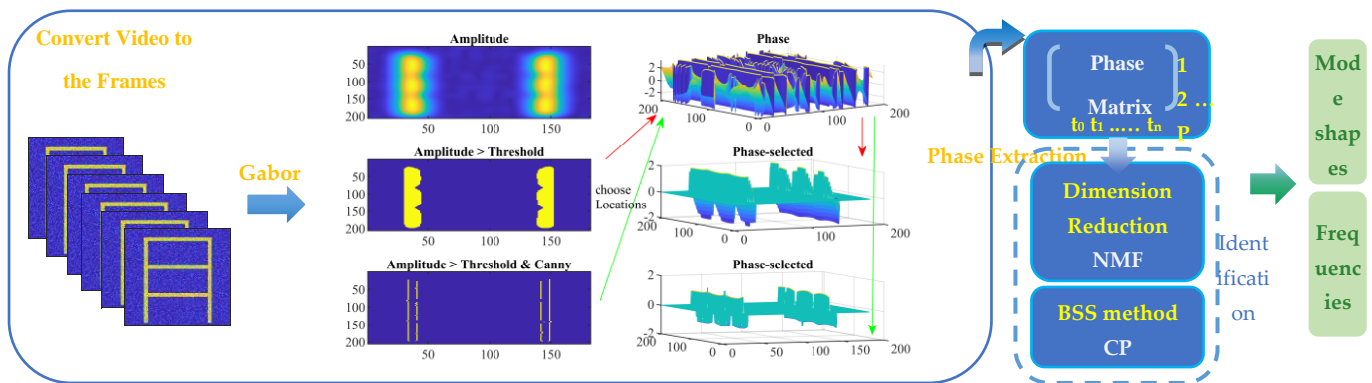 Convert Video to
the Frames
Gabor
Amplitude
50
100
150
200
50
100
150
Amplitude > Threshold
50
100
150
200
50
100
150
Amplitude > Threshold & Canny
50
100
150
200
50
100
150
choose
Locations
Phase
2
0
-2
200
100
0
0
100
200
Phase-selected
2
0
-2
200
100
0
0
50
100
150
200
Phase-selected
2
0
-2
200
100
0
0
50
100
150
200
Phase Extraction
Phase
Matrix
1
2 ...
P
t0 t1 ..... tn
Dimension
Reduction
NMF
BSS method
CP
Ident
ificati
on
Mod
e
shap
es
Freq
uenc
ies